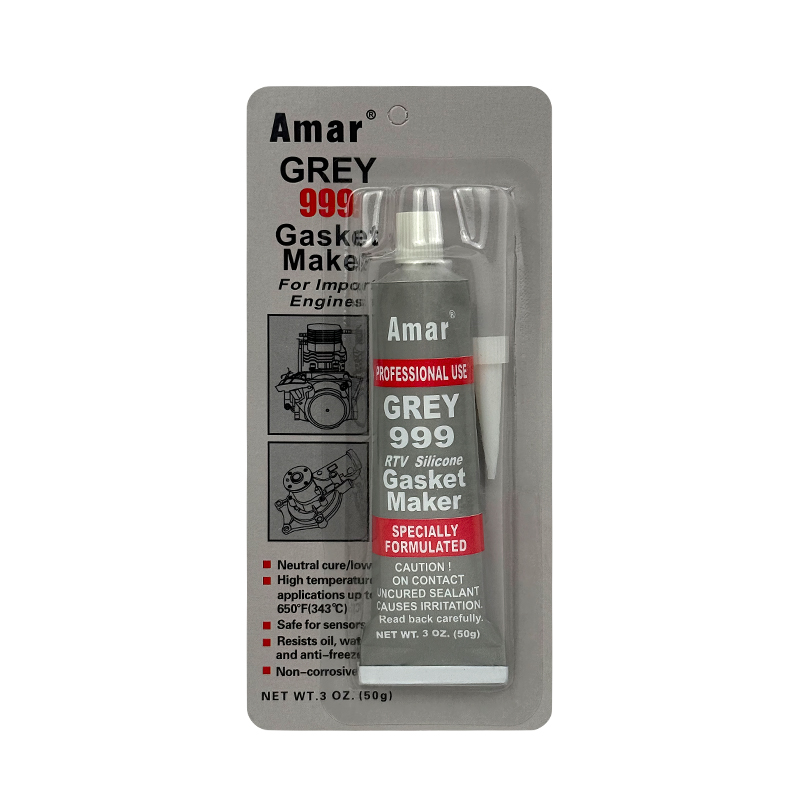 Amar®
GREY
999
Gasket
Maker
For Import
Engines
Neutral cure/low
High temperature
applications up to
650°F(343℃)
Safe for sensors
Resists oil,
and anti-freeze
Non-corrosive
NET WT.3 OZ. (50g)
Amar®
PROFESSIONAL USE
GREY
999
RTV Silicone
Gasket
Maker
SPECIALLY
FORMULATED
CAUTION !
ON CONTACT
UNCURED SEALANT
CAUSES IRRITATION.
Read back carefully.
NET WT. 3 OZ. (50g)